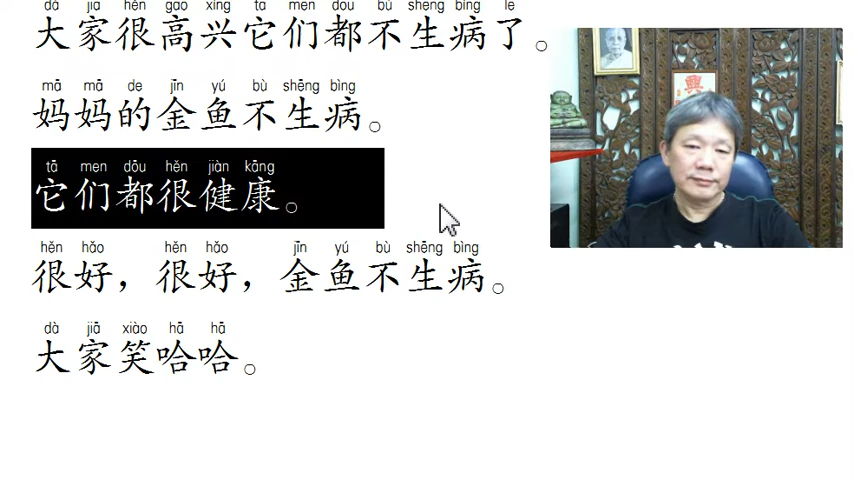 dà jiā hěn gāo xìng tā men dōu bù shēng bìng le
大家很高兴它们都不生病了。
mā mā de jīn yú bù shēng bìng
妈妈的金鱼不生病。
tā men dōu hěn jiàn kāng
它们都很健康。
hěn hǎo hěn hǎo jīn yú bù shēng bìng
很好，很好，金鱼不生病。
dà jiā xiào hā hā
大家笑哈哈。
興